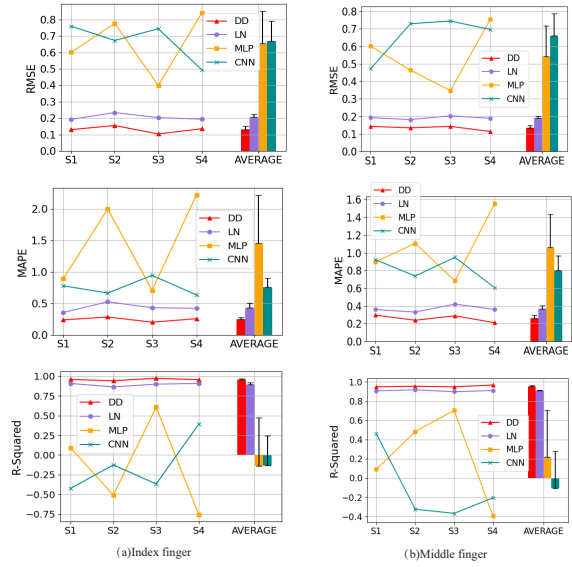 RMSE
0.8
0.7
0.6
0.5
0.4
0.3
0.2
0.1
0.0
S1 S2 S3 S4 AVERAGE
DD
LN
MLP
CNN
RMSE
0.8
0.7
0.6
0.5
0.4
0.3
0.2
0.1
0.0
S1 S2 S3 S4 AVERAGE
DD
LN
MLP
CNN
MAPE
2.0
1.5
1.0
0.5
0.0
S1 S2 S3 S4 AVERAGE
DD
LN
MLP
CNN
MAPE
1.6
1.4
1.2
1.0
0.8
0.6
0.4
0.2
0.0
S1 S2 S3 S4 AVERAGE
DD
LN
MLP
CNN
R-Squared
1.00
0.75
0.50
0.25
0.00
−0.25
−0.50
−0.75
S1 S2 S3 S4 AVERAGE
DD
LN
MLP
CNN
(a)Index finger
R-Squared
1.0
0.8
0.6
0.4
0.2
0.0
−0.2
−0.4
S1 S2 S3 S4 AVERAGE
DD
LN
MLP
CNN
(b)Middle finger